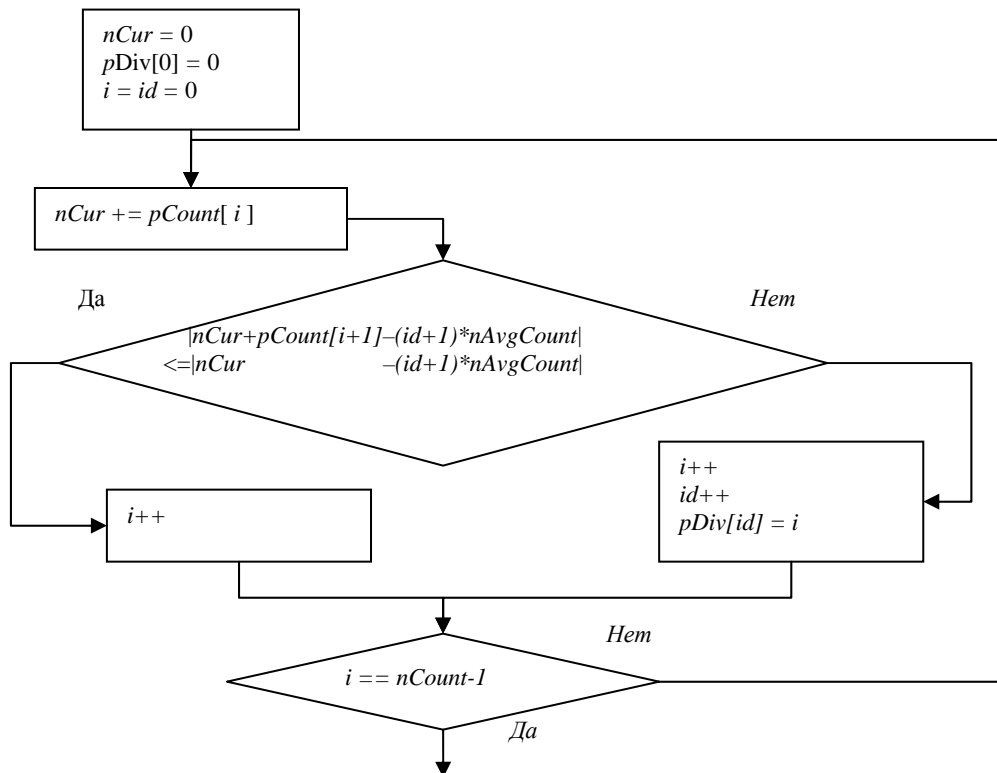 nCur = 0
pDiv[0] = 0
i = id = 0
nCur += pCount[ i ]
Да
Нет
|nCur+pCount[i+1]–(id+1)*nAvgCount|
<=|nCur –(id+1)*nAvgCount|
i++
i++
id++
pDiv[id] = i
Нет
i == nCount-1
Да